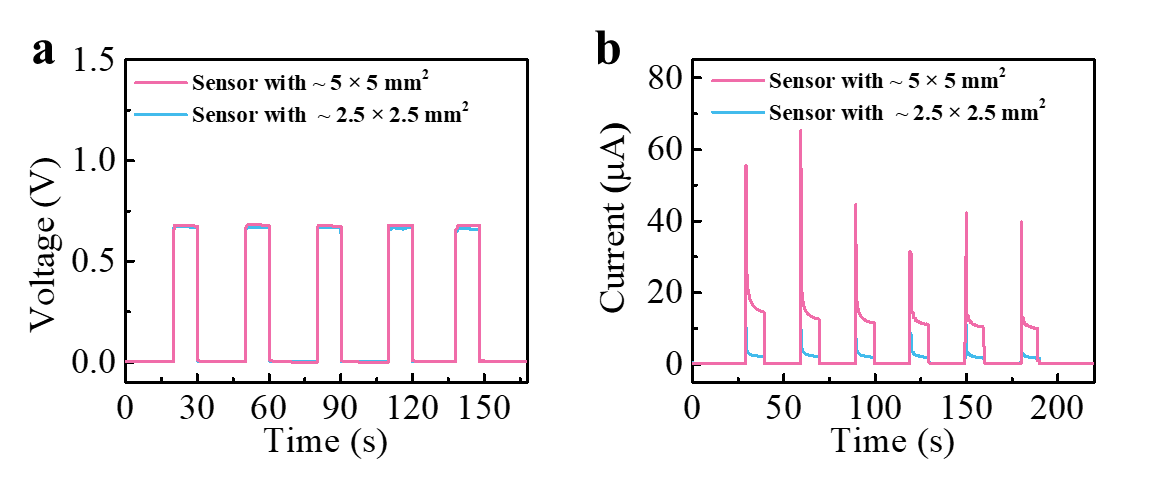 a
1.5
1.0
0.5
0.0
Voltage (V)
Sensor with ~ 5 × 5 mm²
Sensor with ~ 2.5 × 2.5 mm²
0 30 60 90 120 150
Time (s)
b
80
60
40
20
0
Current (μA)
Sensor with ~ 5 × 5 mm²
Sensor with ~ 2.5 × 2.5 mm²
0 50 100 150 200
Time (s)